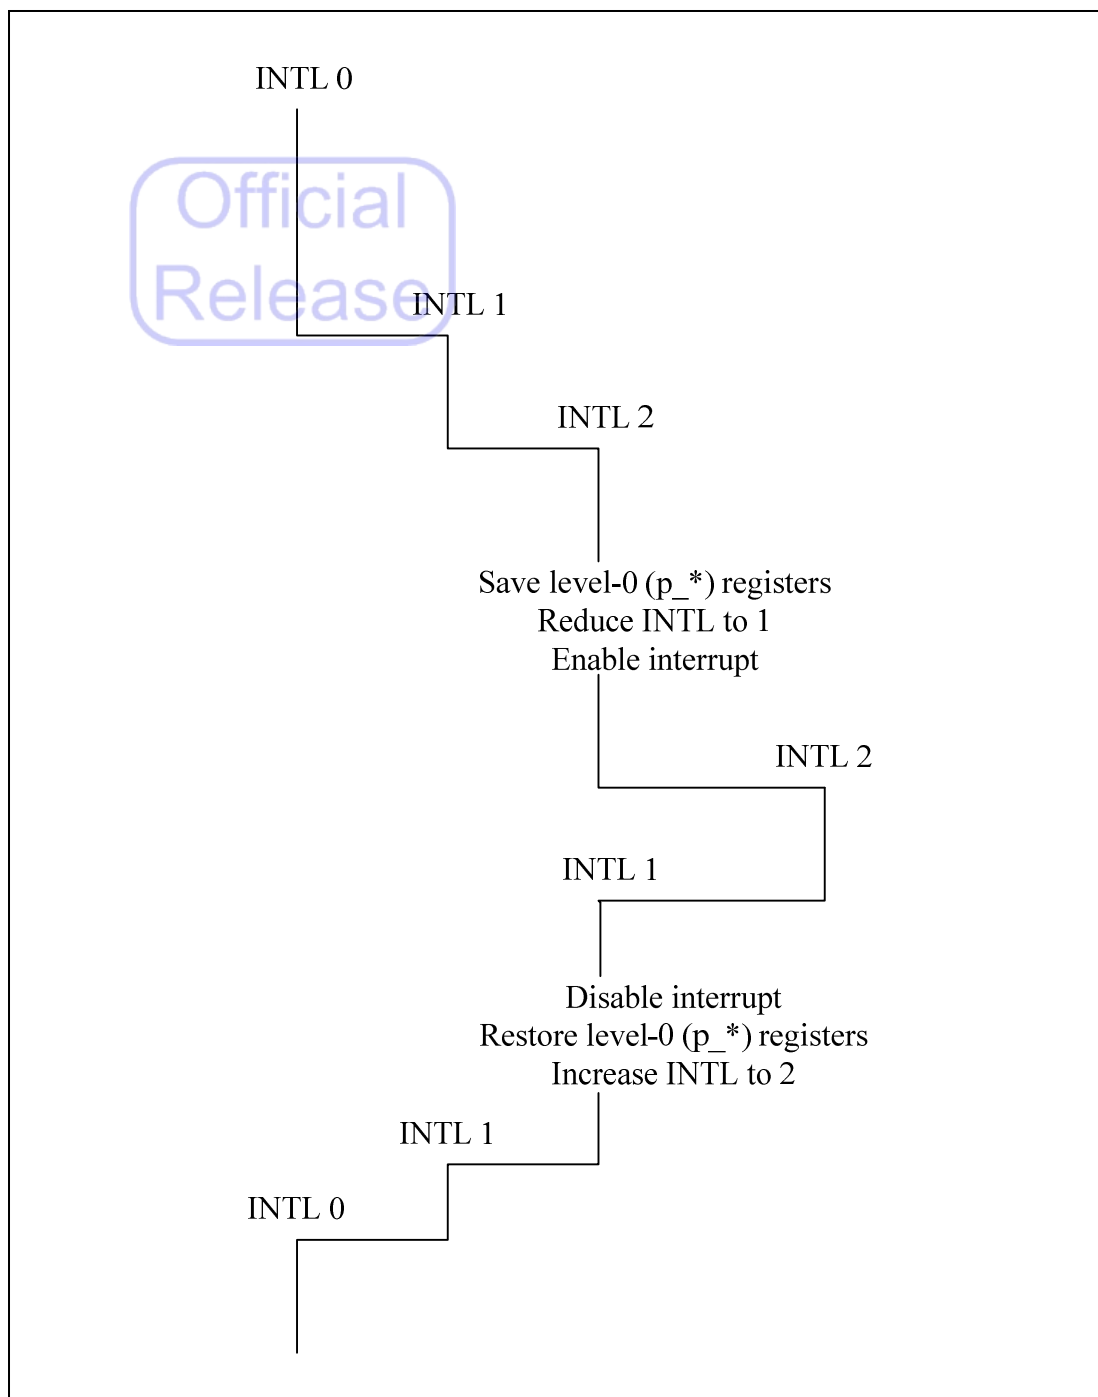 INTL 0
Official
Release
INTL 1
INTL 2
Save level-0 (p_*) registers
Reduce INTL to 1
Enable interrupt
INTL 2
INTL 1
Disable interrupt
Restore level-0 (p_*) registers
Increase INTL to 2
INTL 1
INTL 0